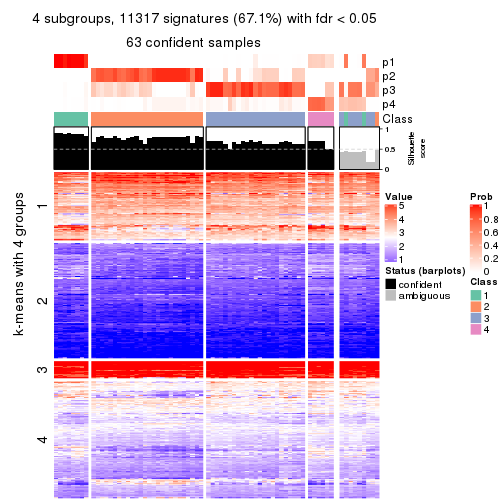 4 subgroups, 11317 signatures (67.1%) with fdr < 0.05
63 confident samples
p1
p2
p3
p4
Class
1
0.5
0
Silhouette
score
k-means with 4 groups
1
2
3
4
Value
5
4
3
2
1
Status (barplots)
confident
ambiguous
Prob
1
0.8
0.6
0.4
0.2
0
Class
1
2
3
4